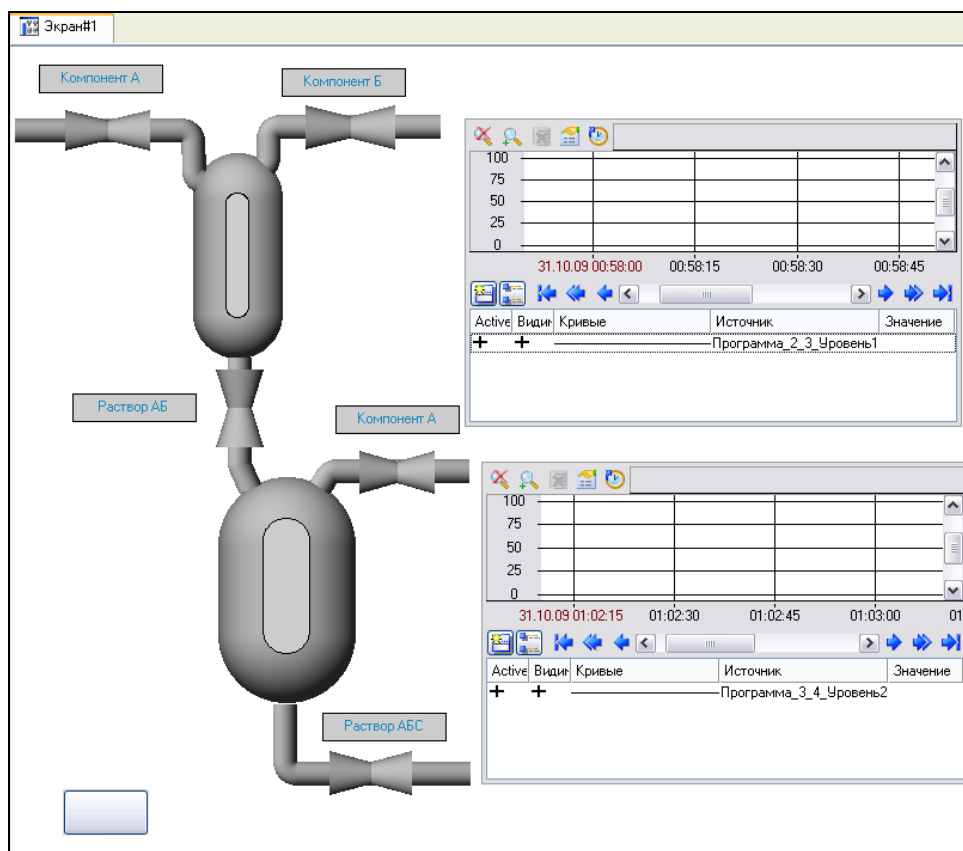 Экран#1
Компонент А
Компонент Б
100
75
50
25
0
31.10.09 00:58:00 00:58:15 00:58:30 00:58:45
Active Видим Кривые Источник Значение
Программа_2_3_Уровень1
Раствор АБ
Компонент А
100
75
50
25
0
31.10.09 01:02:15 01:02:30 01:02:45 01:03:00 01
Active Видим Кривые Источник Значение
Программа_3_4_Уровень2
Раствор АБС